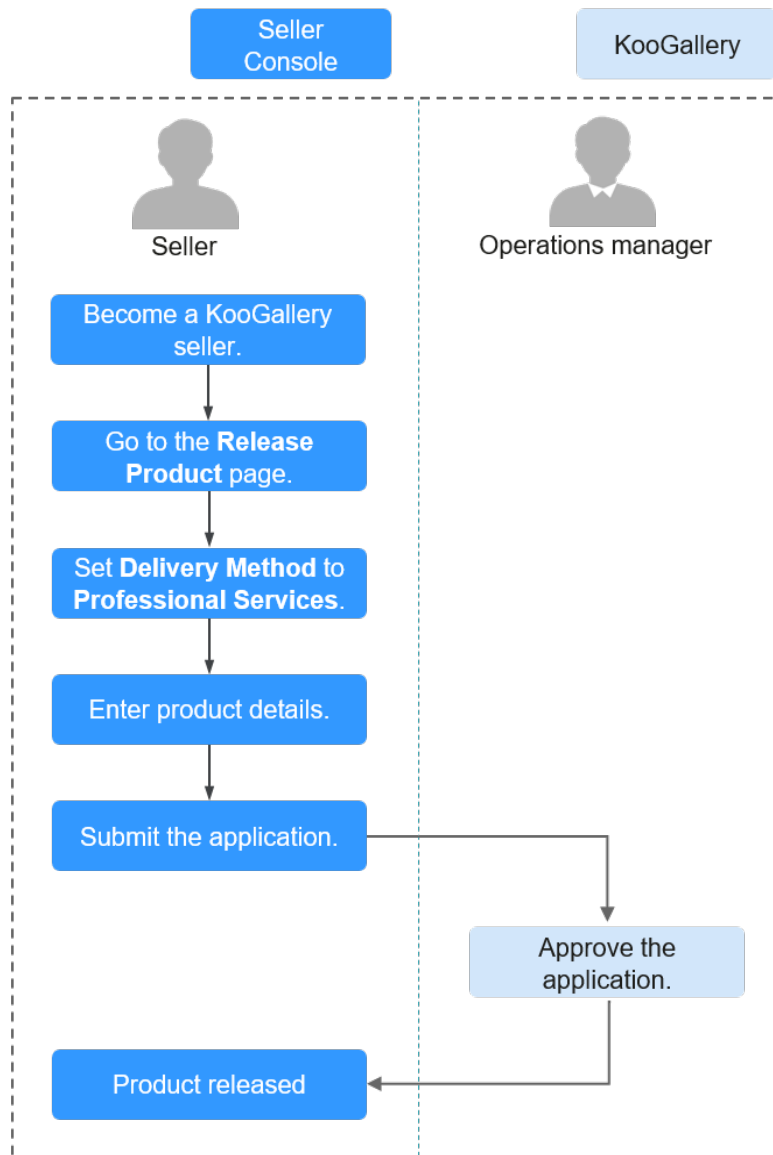 Seller
Console
KooGallery
Seller
Operations manager
Become a KooGallery
seller.
Go to the Release
Product page.
Set Delivery Method to
Professional Services.
Enter product details.
Submit the application.
Approve the
application.
Product released